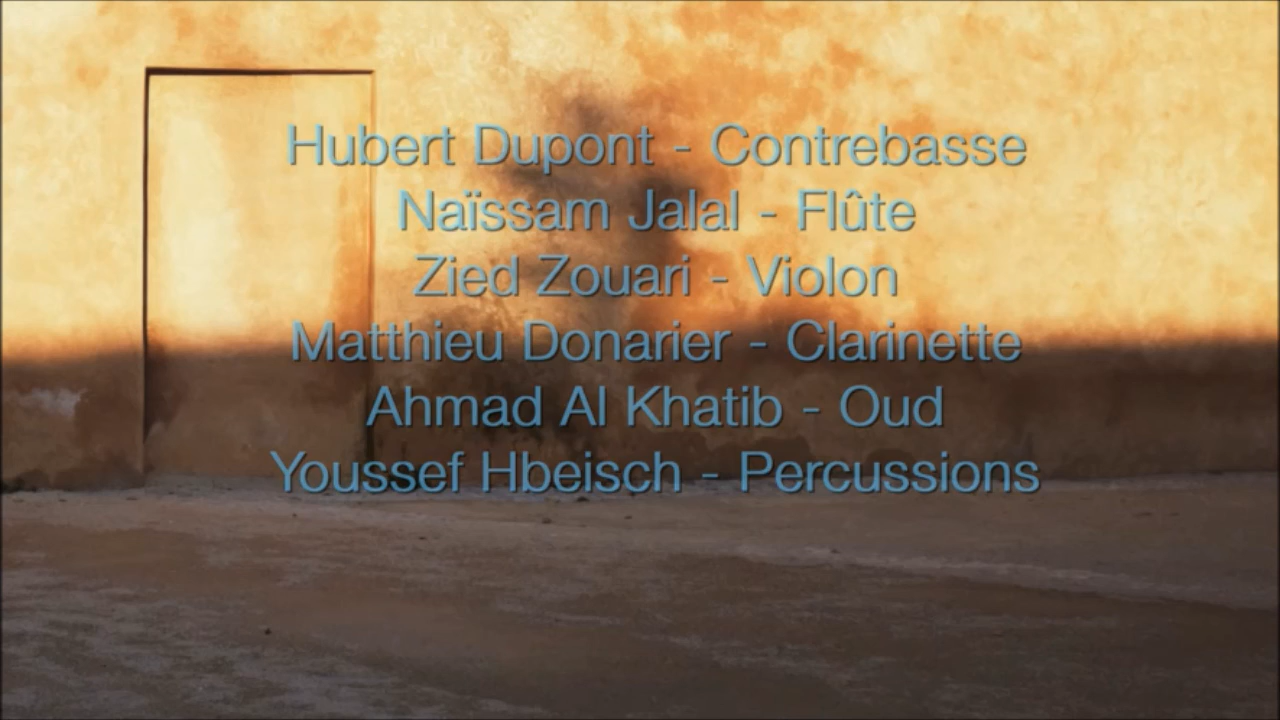 Hubert Dupont - Contrebasse
Naïssam Jalal - Flûte
Zied Zouari - Violon
Matthieu Donarier - Clarinette
Ahmad Al Khatib - Oud
Youssef Hbeisch - Percussions